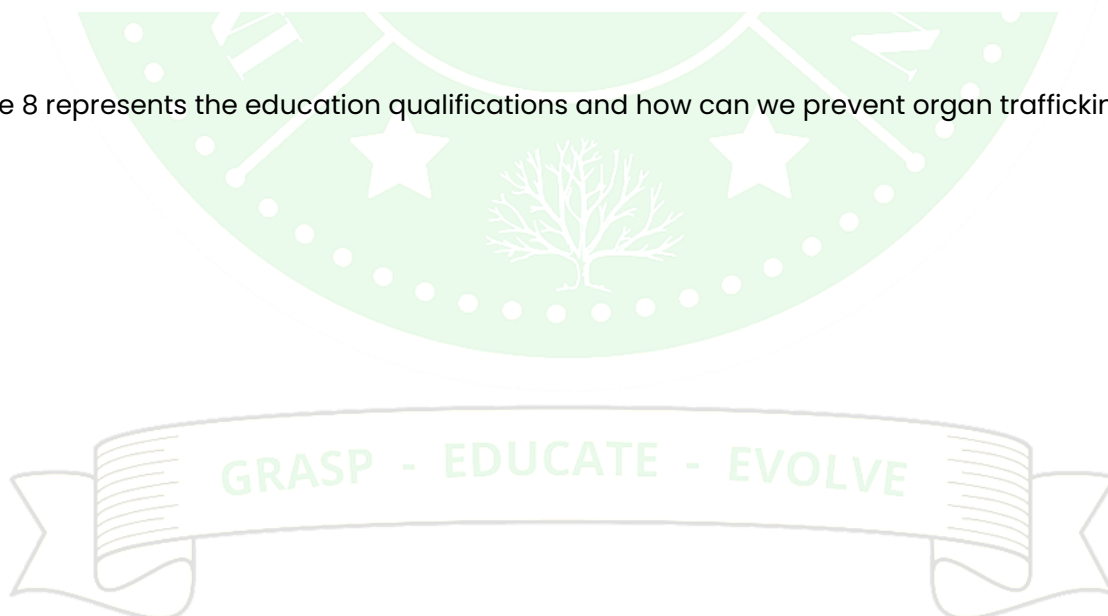 e 8 represents the education qualifications and how can we prevent organ traffickin
GRASP - EDUCATE - EVOLVE